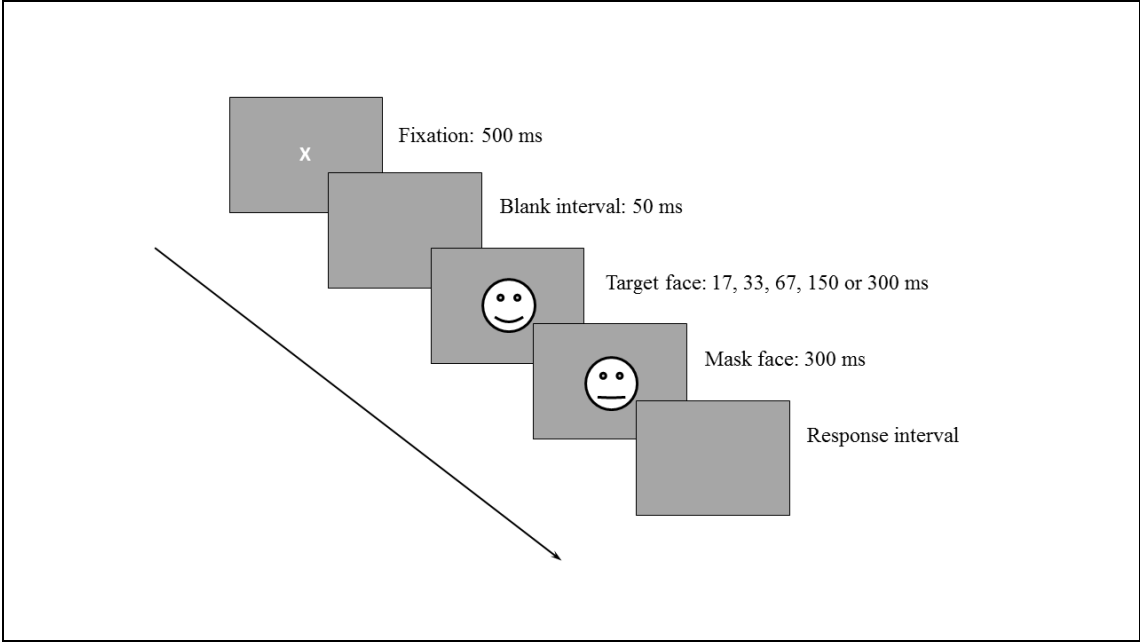 X
Fixation: 500 ms
Blank interval: 50 ms
Target face: 17, 33, 67, 150 or 300 ms
Mask face: 300 ms
Response interval